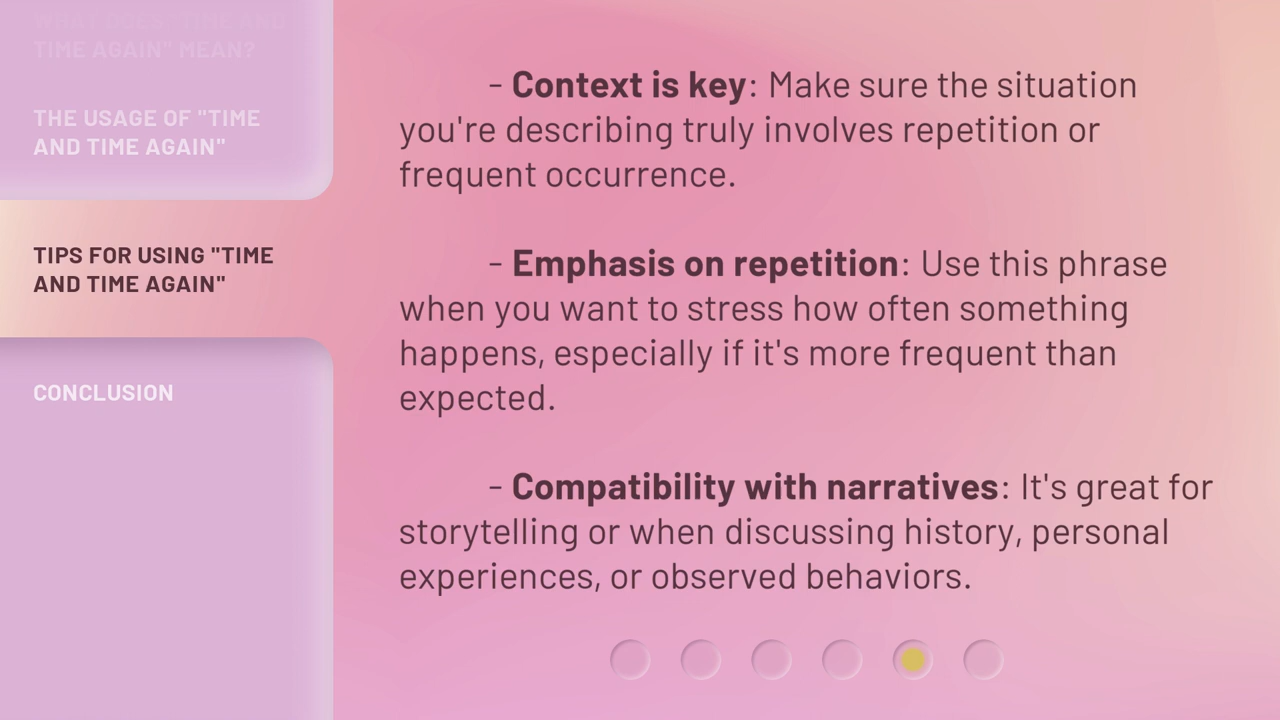 TIME AGAIN" MEAN?
THE USAGE OF "TIME
AND TIME AGAIN"
TIPS FOR USING "TIME
AND TIME AGAIN"
CONCLUSION
- Context is key: Make sure the situation
you're describing truly involves repetition or
frequent occurrence.
- Emphasis on repetition: Use this phrase
when you want to stress how often something
happens, especially if it's more frequent than
expected.
- Compatibility with narratives: It's great for
storytelling or when discussing history, personal
experiences, or observed behaviors.